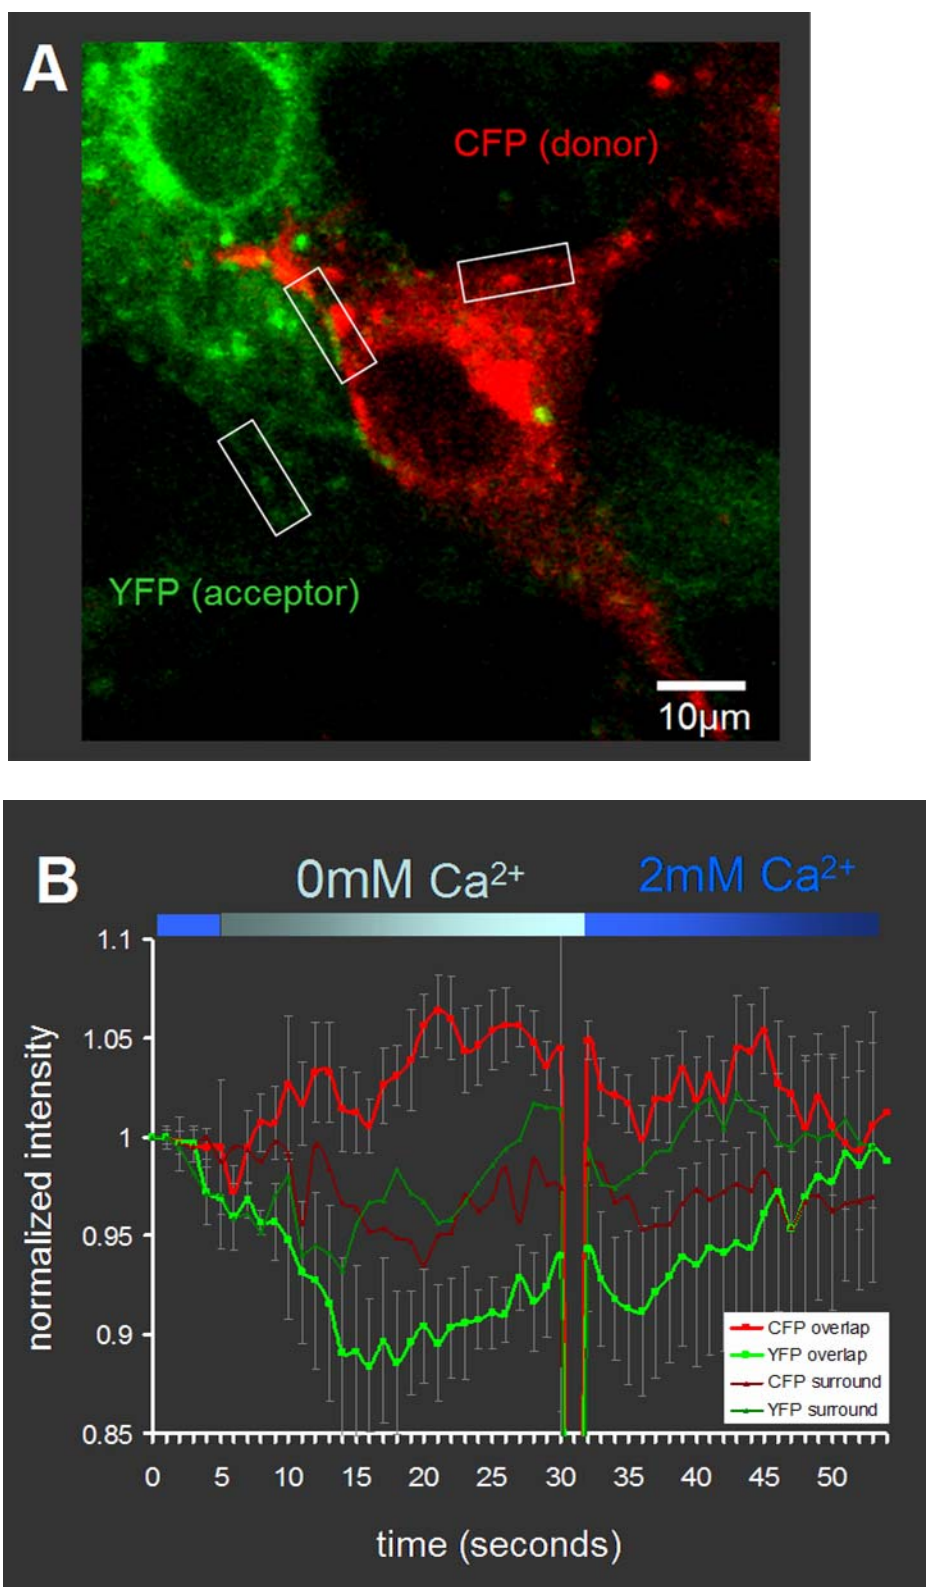 A
CFP (donor)
YFP (acceptor)
10μm
B
0mM Ca²⁺
2mM Ca²⁺
1.1
1.05
1
0.95
0.9
0.85
normalized intensity
CFP overlap
YFP overlap
CFP surround
YFP surround
0 5 10 15 20 25 30 35 40 45 50
time (seconds)